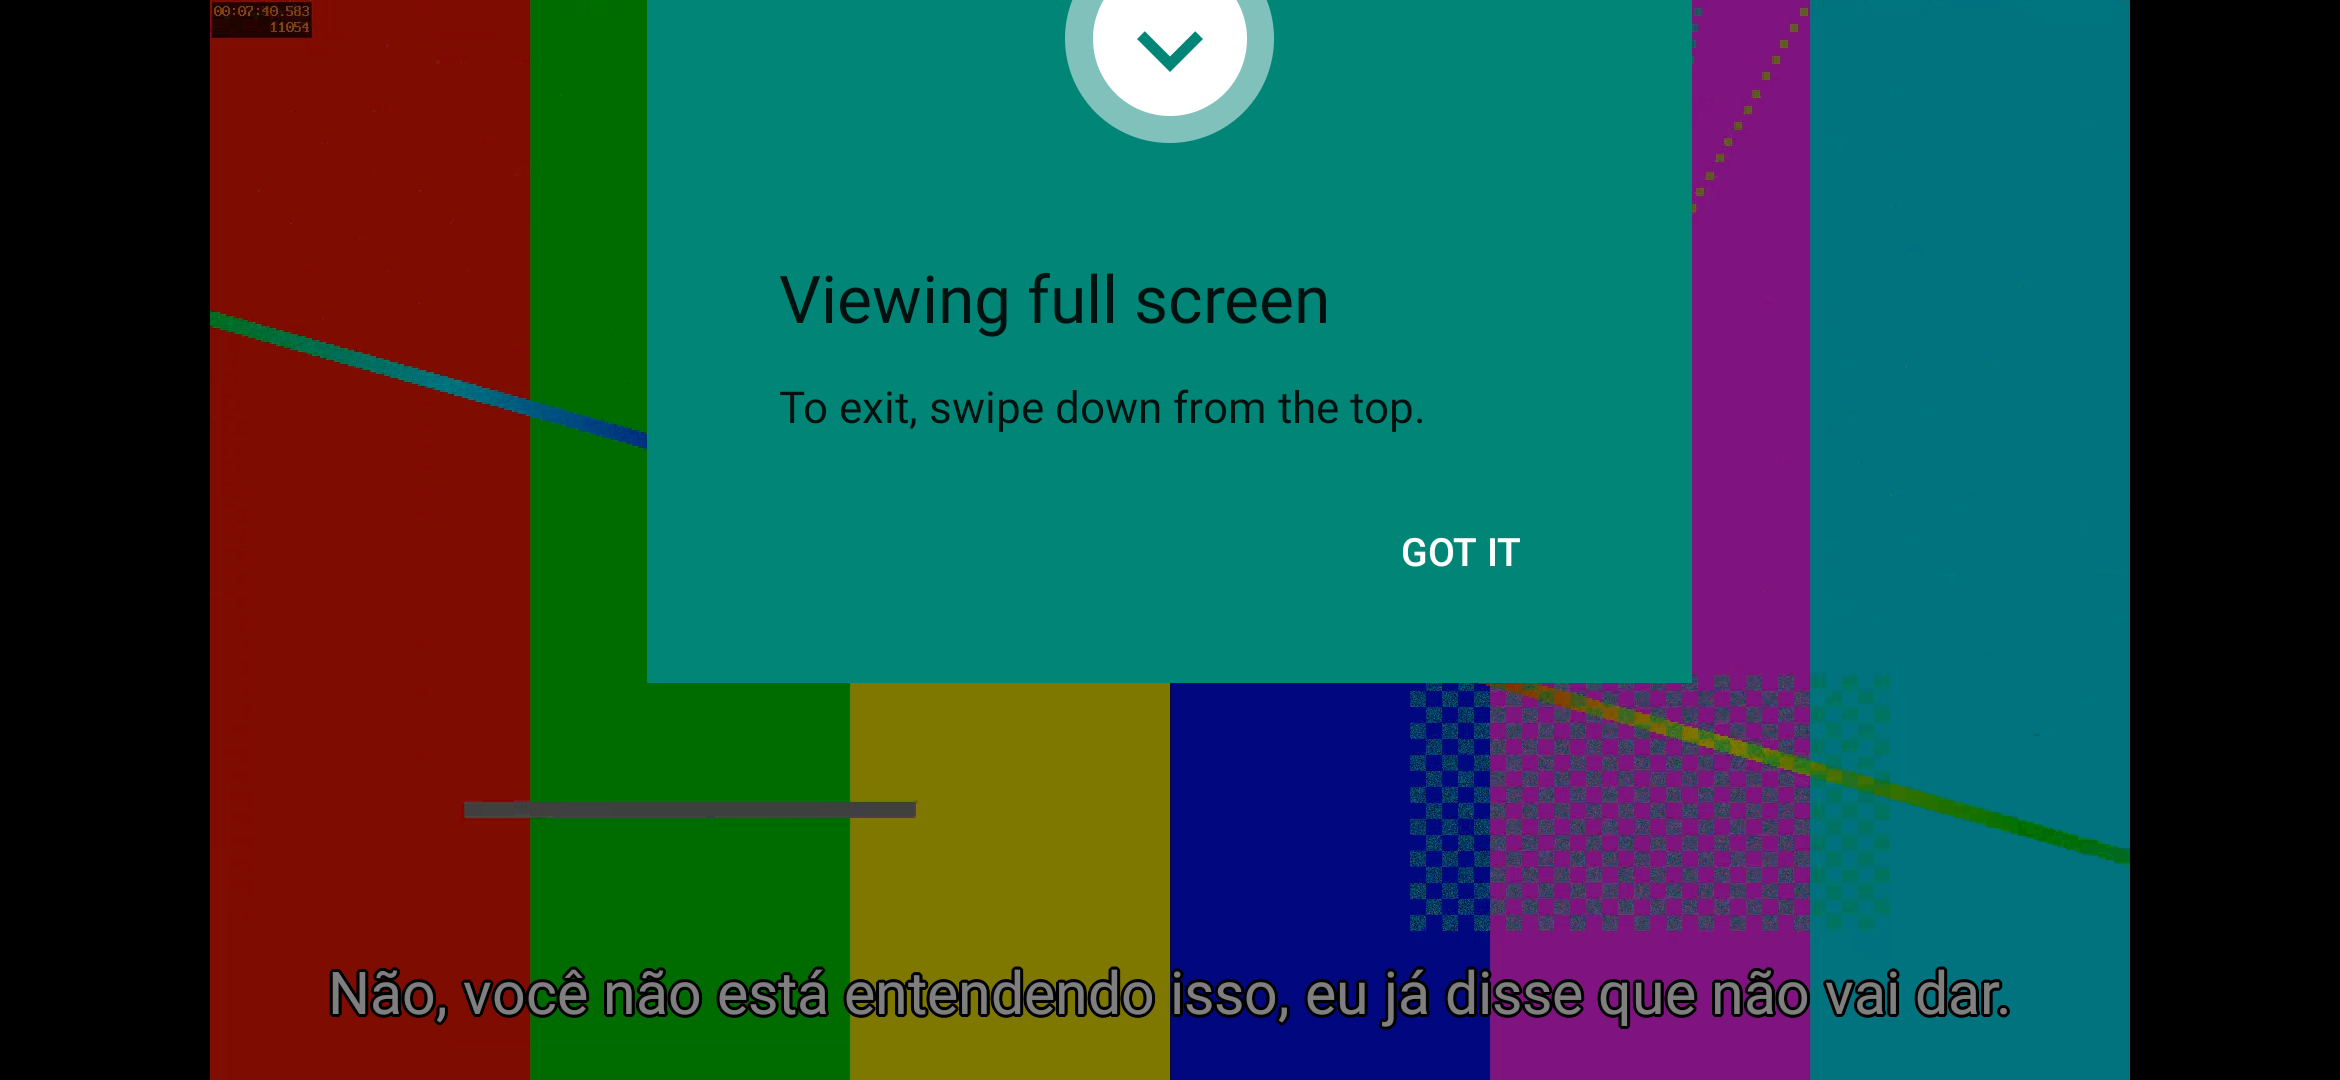 00:07:40.583
11054
Viewing full screen
To exit, swipe down from the top.
GOT IT
Não, você não está entendendo isso, eu já disse que não vai dar.